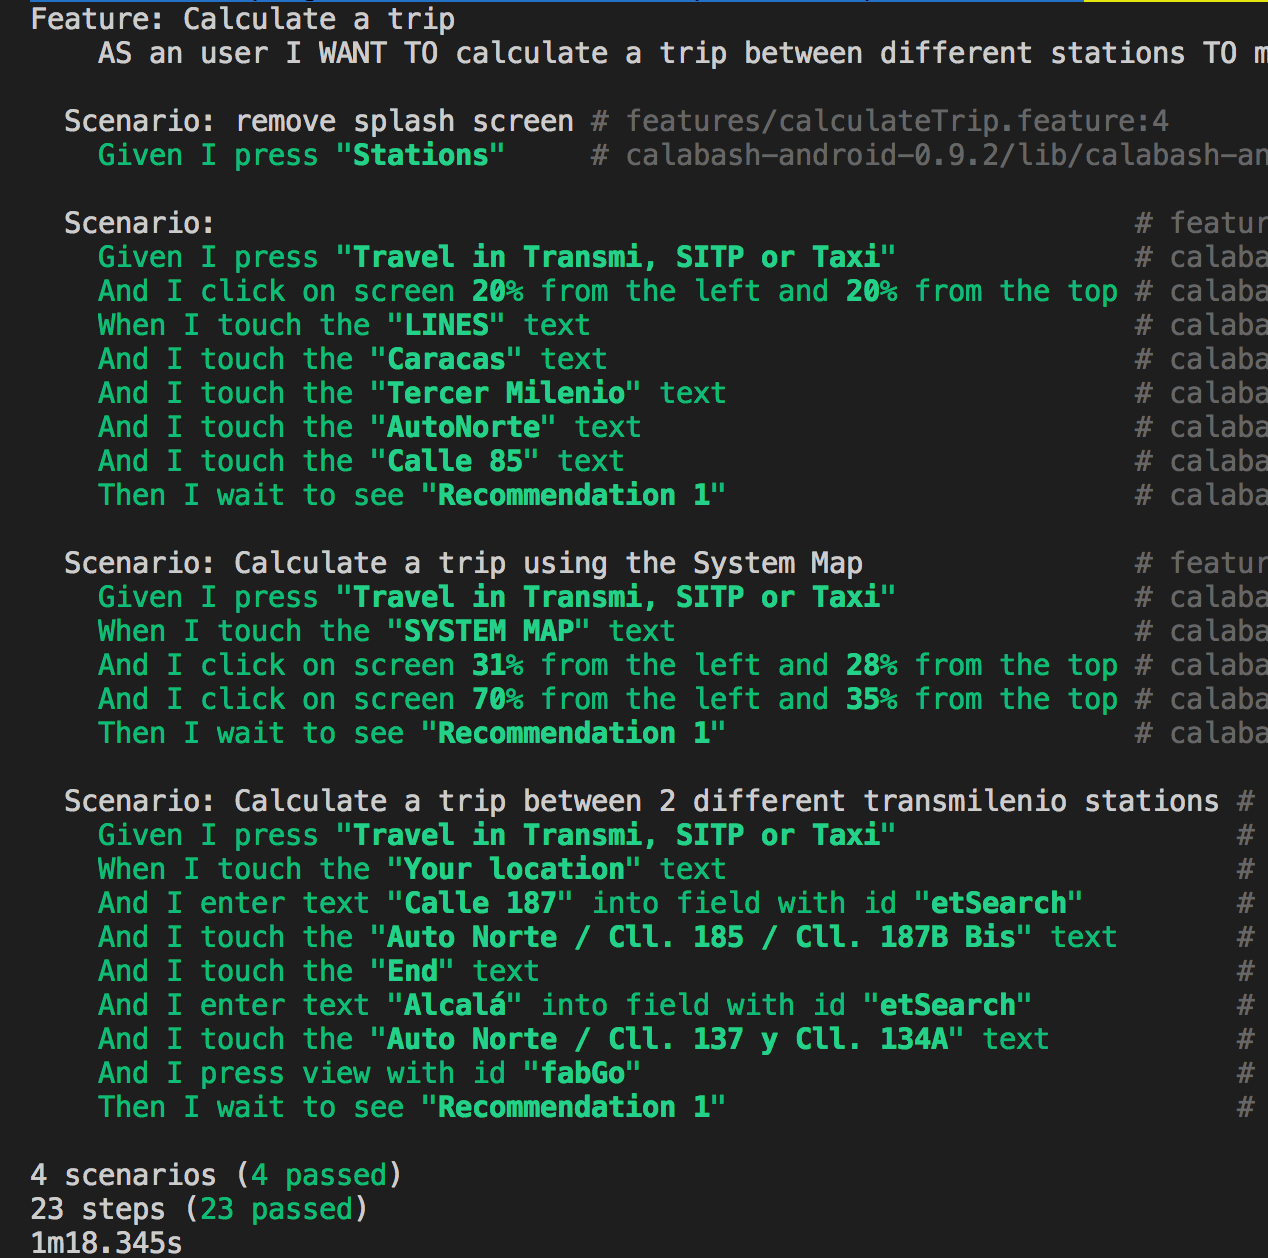 Feature: Calculate a trip
AS an user I WANT TO calculate a trip between different stations TO
Scenario: remove splash screen # features/calculateTrip.feature:4
Given I press "Stations" # calabash-android-0.9.2/lib/calabash-an
Scenario: # featur
Given I press "Travel in Transmi, SITP or Taxi" # calaba
And I click on screen 20% from the left and 20% from the top # calaba
When I touch the "LINES" text # calaba
And I touch the "Caracas" text # calaba
And I touch the "Tercer Milenio" text # calaba
And I touch the "AutoNorte" text # calaba
And I touch the "Calle 85" text # calaba
Then I wait to see "Recommendation 1" # calaba
Scenario: Calculate a trip using the System Map # featur
Given I press "Travel in Transmi, SITP or Taxi" # calaba
When I touch the "SYSTEM MAP" text # calaba
And I click on screen 31% from the left and 28% from the top # calaba
And I click on screen 70% from the left and 35% from the top # calaba
Then I wait to see "Recommendation 1" # calaba
Scenario: Calculate a trip between 2 different transmilenio stations #
Given I press "Travel in Transmi, SITP or Taxi" #
When I touch the "Your location" text #
And I enter text "Calle 187" into field with id "etSearch" #
And I touch the "Auto Norte / Cll. 185 / Cll. 187B Bis" text #
And I touch the "End" text #
And I enter text "Alcalá" into field with id "etSearch" #
And I touch the "Auto Norte / Cll. 137 y Cll. 134A" text #
And I press view with id "fabGo" #
Then I wait to see "Recommendation 1" #
4 scenarios (4 passed)
23 steps (23 passed)
1m18.345s